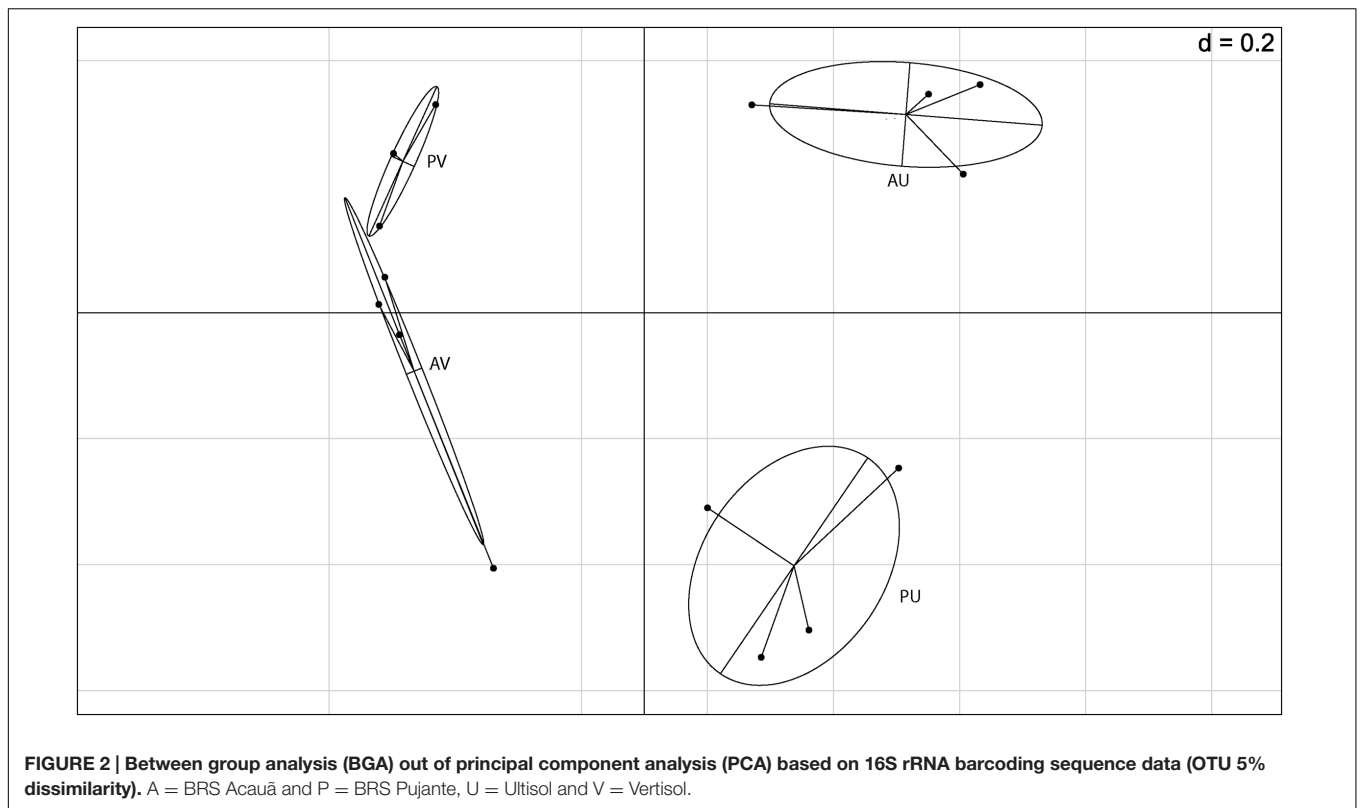 d = 0.2
PV
AU
AV
PU
FIGURE 2 | Between group analysis (BGA) out of principal component analysis (PCA) based on 16S rRNA barcoding sequence data (OTU 5%
dissimilarity). A = BRS Acauã and P = BRS Pujante, U = Ultisol and V = Vertisol.